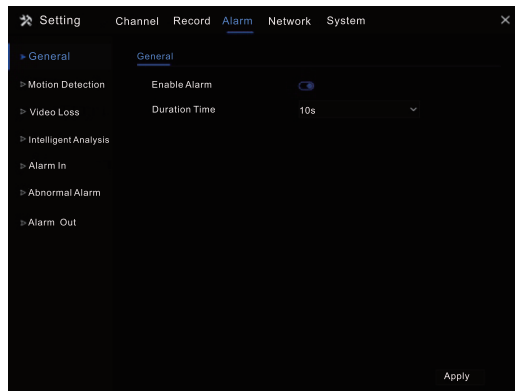 Setting Channel Record Alarm Network System
General
General
Motion Detection
Enable Alarm
Video Loss
Duration Time 10s
Intelligent Analysis
Alarm In
Abnormal Alarm
Alarm Out
Apply